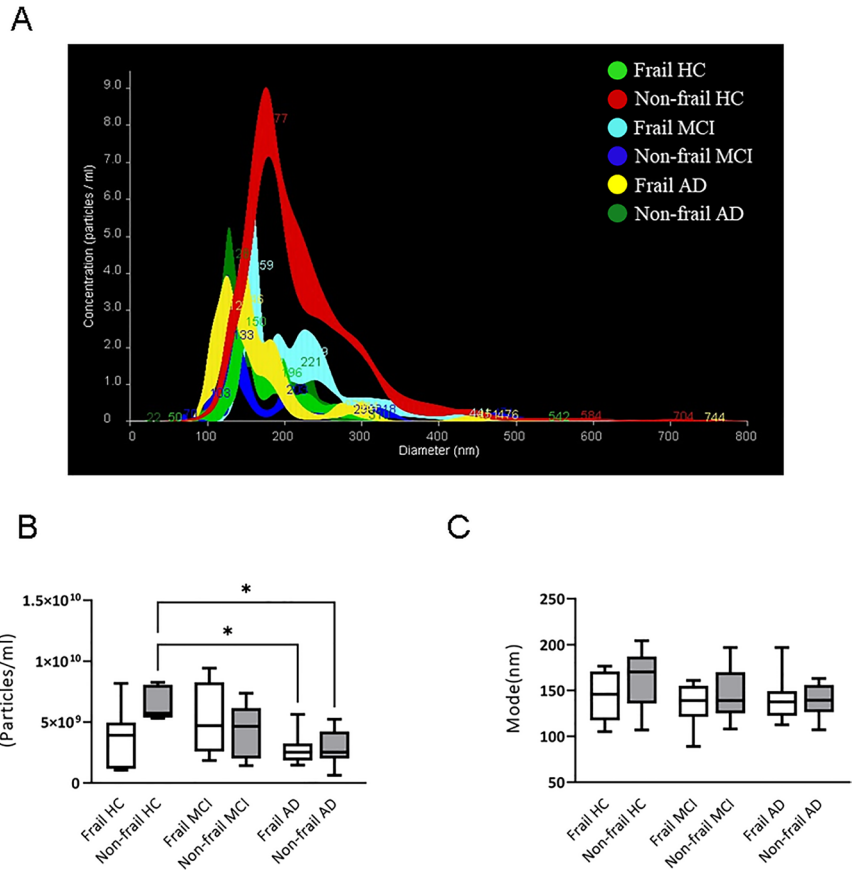 A
9.0
8.0
7.0
6.0
5.0
4.0
3.0
2.0
1.0
0
Concentration (particles / ml)
0 100 200 300 400 500 600 700 800
Diameter (nm)
Frail HC
Non-frail HC
Frail MCI
Non-frail MCI
Frail AD
Non-frail AD
77
59
150
133
196
221
22
50
476
542
584
704
744
B
1.5×10¹⁰
1×10¹⁰
5×10⁹
0
(Particles/ml)
*
*
Frail HC
Non-frail HC
Frail MCI
Non-frail MCI
Frail AD
Non-frail AD
C
250
200
150
100
50
Mode(nm)
Frail HC
Non-frail HC
Frail MCI
Non-frail MCI
Frail AD
Non-frail AD